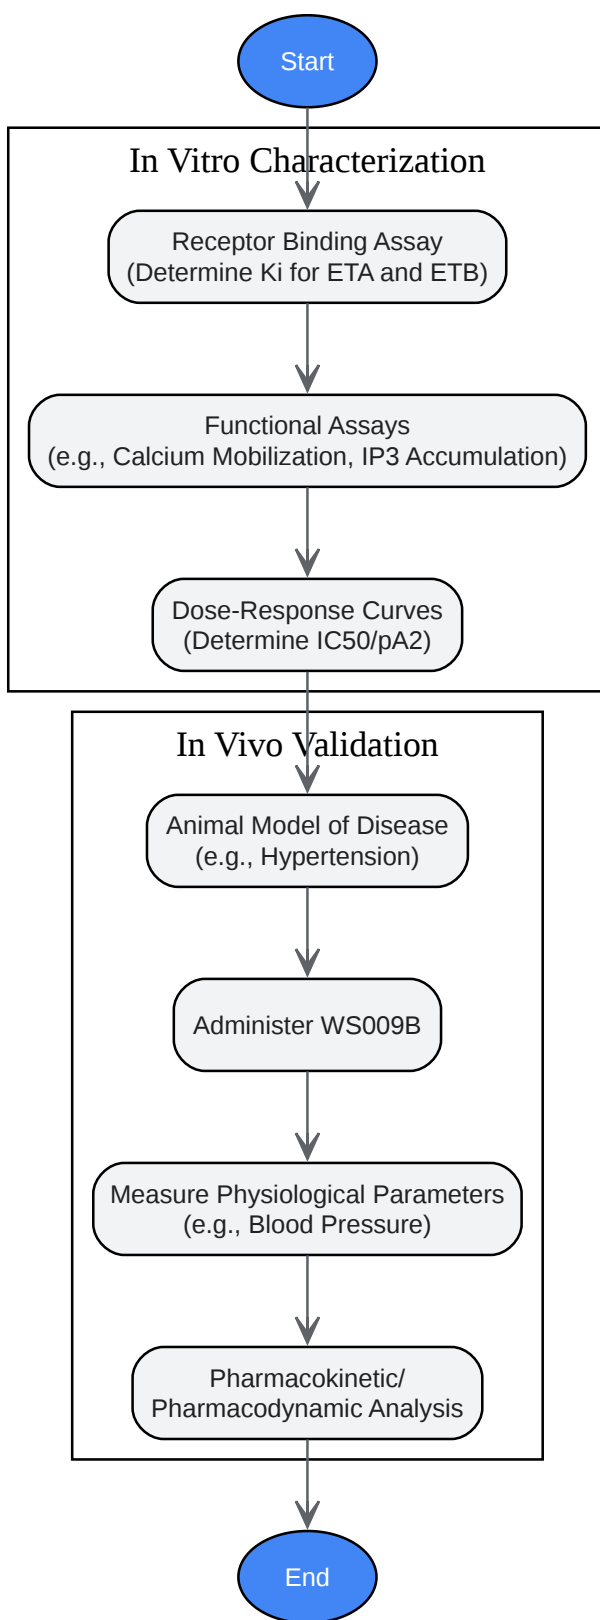 Start
In Vitro Characterization
Receptor Binding Assay
(Determine Ki for ETA and ETB)
Functional Assays
(e.g., Calcium Mobilization, IP3 Accumulation)
Dose-Response Curves
(Determine IC50/pA2)
In Vivo Validation
Animal Model of Disease
(e.g., Hypertension)
Administer WS009B
Measure Physiological Parameters
(e.g., Blood Pressure)
Pharmacokinetic/
Pharmacodynamic Analysis
End